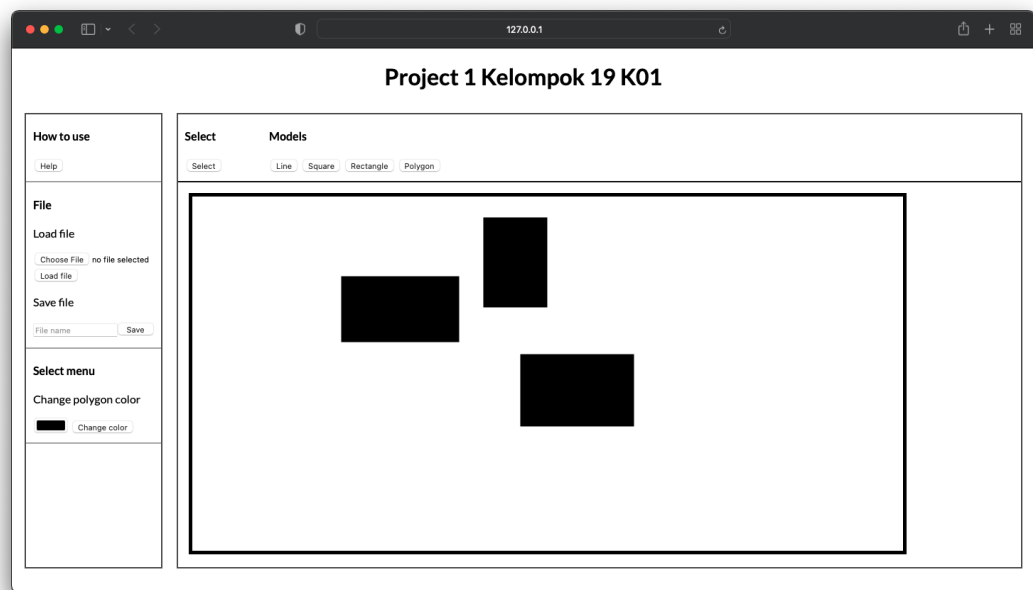 127.0.0.1
Project 1 Kelompok 19 K01
How to use
Help
File
Load file
Choose File no file selected
Load file
Save file
File name Save
Select menu
Change polygon color
Change color
Select Models
Select Line Square Rectangle Polygon